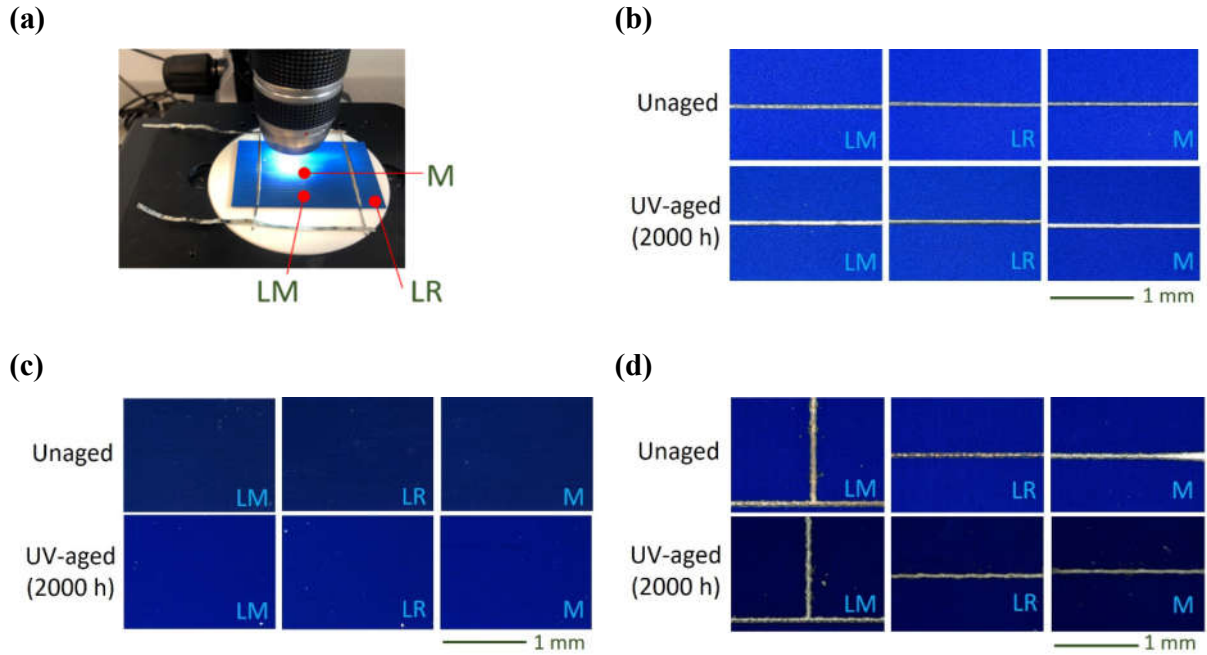 (a)
M
LM
LR
(b)
Unaged
LM
LR
M
UV-aged
(2000 h)
LM
LR
M
1 mm
(c)
Unaged
LM
LR
M
UV-aged
(2000 h)
LM
LR
M
1 mm
(d)
Unaged
LM
LR
M
UV-aged
(2000 h)
LM
LR
M
1 mm